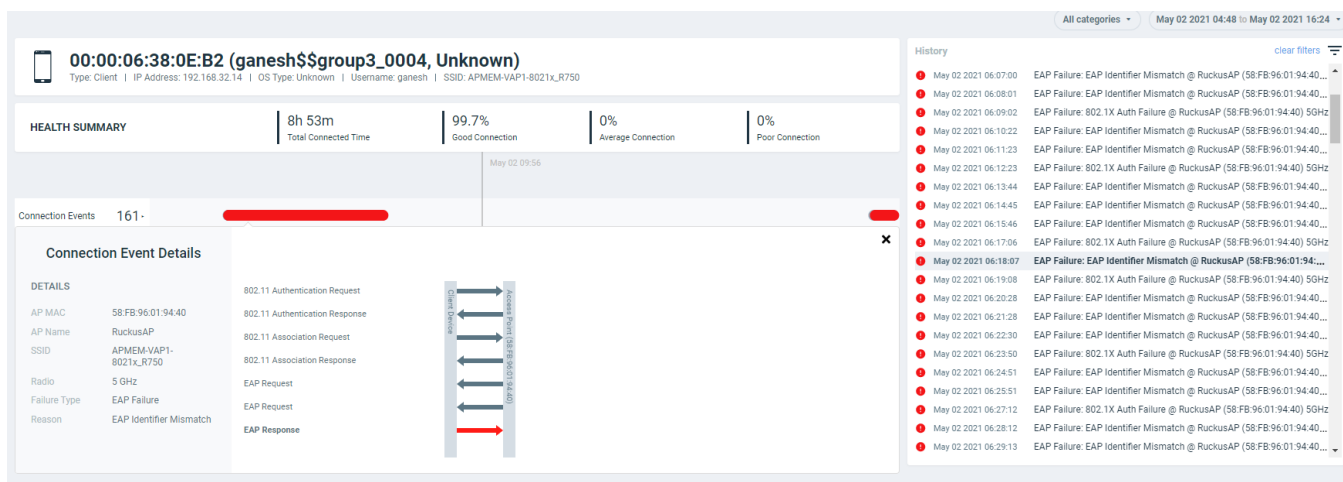 All categories
May 02 2021 04:48 to May 02 2021 16:24
00:00:06:38:0E:B2 (ganesh$$group3_0004, Unknown)
Type: Client | IP Address: 192.168.32.14 | OS Type: Unknown | Username: ganesh | SSID: APMEM-VAP1-8021x_R750
HEALTH SUMMARY
8h 53m
Total Connected Time
99.7%
Good Connection
0%
Average Connection
0%
Poor Connection
May 02 09:56
Connection Events 161
Connection Event Details
DETAILS
AP MAC 58:FB:96:01:94:40
AP Name RuckusAP
SSID APMEM-VAP1-
8021x_R750
Radio 5 GHz
Failure Type EAP Failure
Reason EAP Identifier Mismatch
802.11 Authentication Request
802.11 Authentication Response
802.11 Association Request
802.11 Association Response
EAP Request
EAP Request
EAP Response
Client Device
Access Point (58:FB:96:01:94:40)
History
clear filters
May 02 2021 06:07:00 EAP Failure: EAP Identifier Mismatch @ RuckusAP (58:FB:96:01:94:40...
May 02 2021 06:08:01 EAP Failure: EAP Identifier Mismatch @ RuckusAP (58:FB:96:01:94:40...
May 02 2021 06:09:02 EAP Failure: 802.1X Auth Failure @ RuckusAP (58:FB:96:01:94:40) 5GHz
May 02 2021 06:10:22 EAP Failure: EAP Identifier Mismatch @ RuckusAP (58:FB:96:01:94:40...
May 02 2021 06:11:23 EAP Failure: EAP Identifier Mismatch @ RuckusAP (58:FB:96:01:94:40...
May 02 2021 06:12:23 EAP Failure: 802.1X Auth Failure @ RuckusAP (58:FB:96:01:94:40) 5GHz
May 02 2021 06:13:44 EAP Failure: EAP Identifier Mismatch @ RuckusAP (58:FB:96:01:94:40...
May 02 2021 06:14:45 EAP Failure: EAP Identifier Mismatch @ RuckusAP (58:FB:96:01:94:40...
May 02 2021 06:15:46 EAP Failure: EAP Identifier Mismatch @ RuckusAP (58:FB:96:01:94:40...
May 02 2021 06:17:06 EAP Failure: 802.1X Auth Failure @ RuckusAP (58:FB:96:01:94:40) 5GHz
May 02 2021 06:18:07 EAP Failure: EAP Identifier Mismatch @ RuckusAP (58:FB:96:01:94:...
May 02 2021 06:19:08 EAP Failure: 802.1X Auth Failure @ RuckusAP (58:FB:96:01:94:40) 5GHz
May 02 2021 06:20:28 EAP Failure: EAP Identifier Mismatch @ RuckusAP (58:FB:96:01:94:40...
May 02 2021 06:21:28 EAP Failure: EAP Identifier Mismatch @ RuckusAP (58:FB:96:01:94:40...
May 02 2021 06:22:30 EAP Failure: EAP Identifier Mismatch @ RuckusAP (58:FB:96:01:94:40...
May 02 2021 06:23:50 EAP Failure: 802.1X Auth Failure @ RuckusAP (58:FB:96:01:94:40) 5GHz
May 02 2021 06:24:51 EAP Failure: EAP Identifier Mismatch @ RuckusAP (58:FB:96:01:94:40...
May 02 2021 06:25:51 EAP Failure: EAP Identifier Mismatch @ RuckusAP (58:FB:96:01:94:40...
May 02 2021 06:27:12 EAP Failure: 802.1X Auth Failure @ RuckusAP (58:FB:96:01:94:40) 5GHz
May 02 2021 06:28:12 EAP Failure: EAP Identifier Mismatch @ RuckusAP (58:FB:96:01:94:40...
May 02 2021 06:29:13 EAP Failure: EAP Identifier Mismatch @ RuckusAP (58:FB:96:01:94:40...